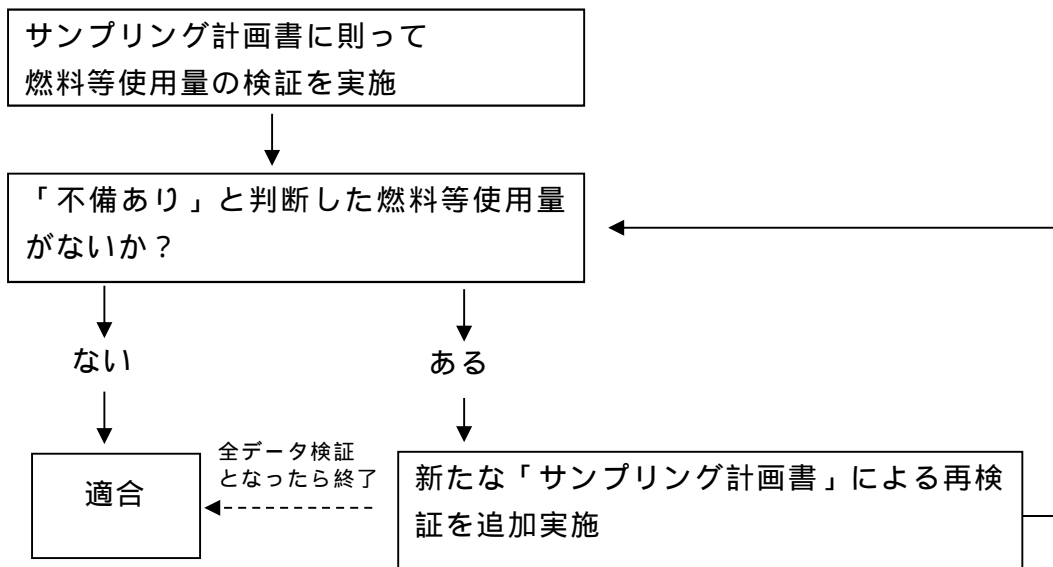 サンプリング計画書に則って
燃料等使用量の検証を実施
「不備あり」と判断した燃料等使用量
がないか？
ない
ある
全データ検証
となったら終了
適合
新たな「サンプリング計画書」による再検
証を追加実施